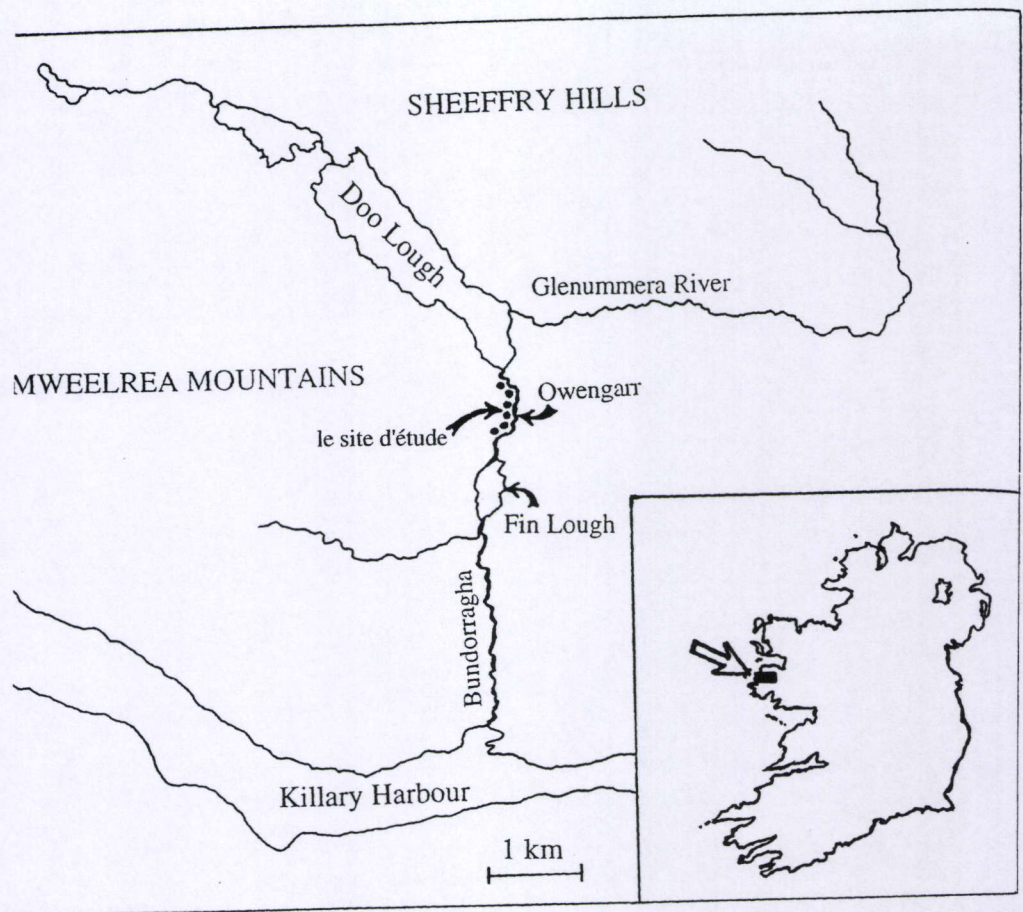 SHEEFFRY HILLS
Doo Lough
Glenummera River
MWEELREA MOUNTAINS
Owengarr
le site d'étude
Fin Lough
Bundorragha
Killary Harbour
1 km